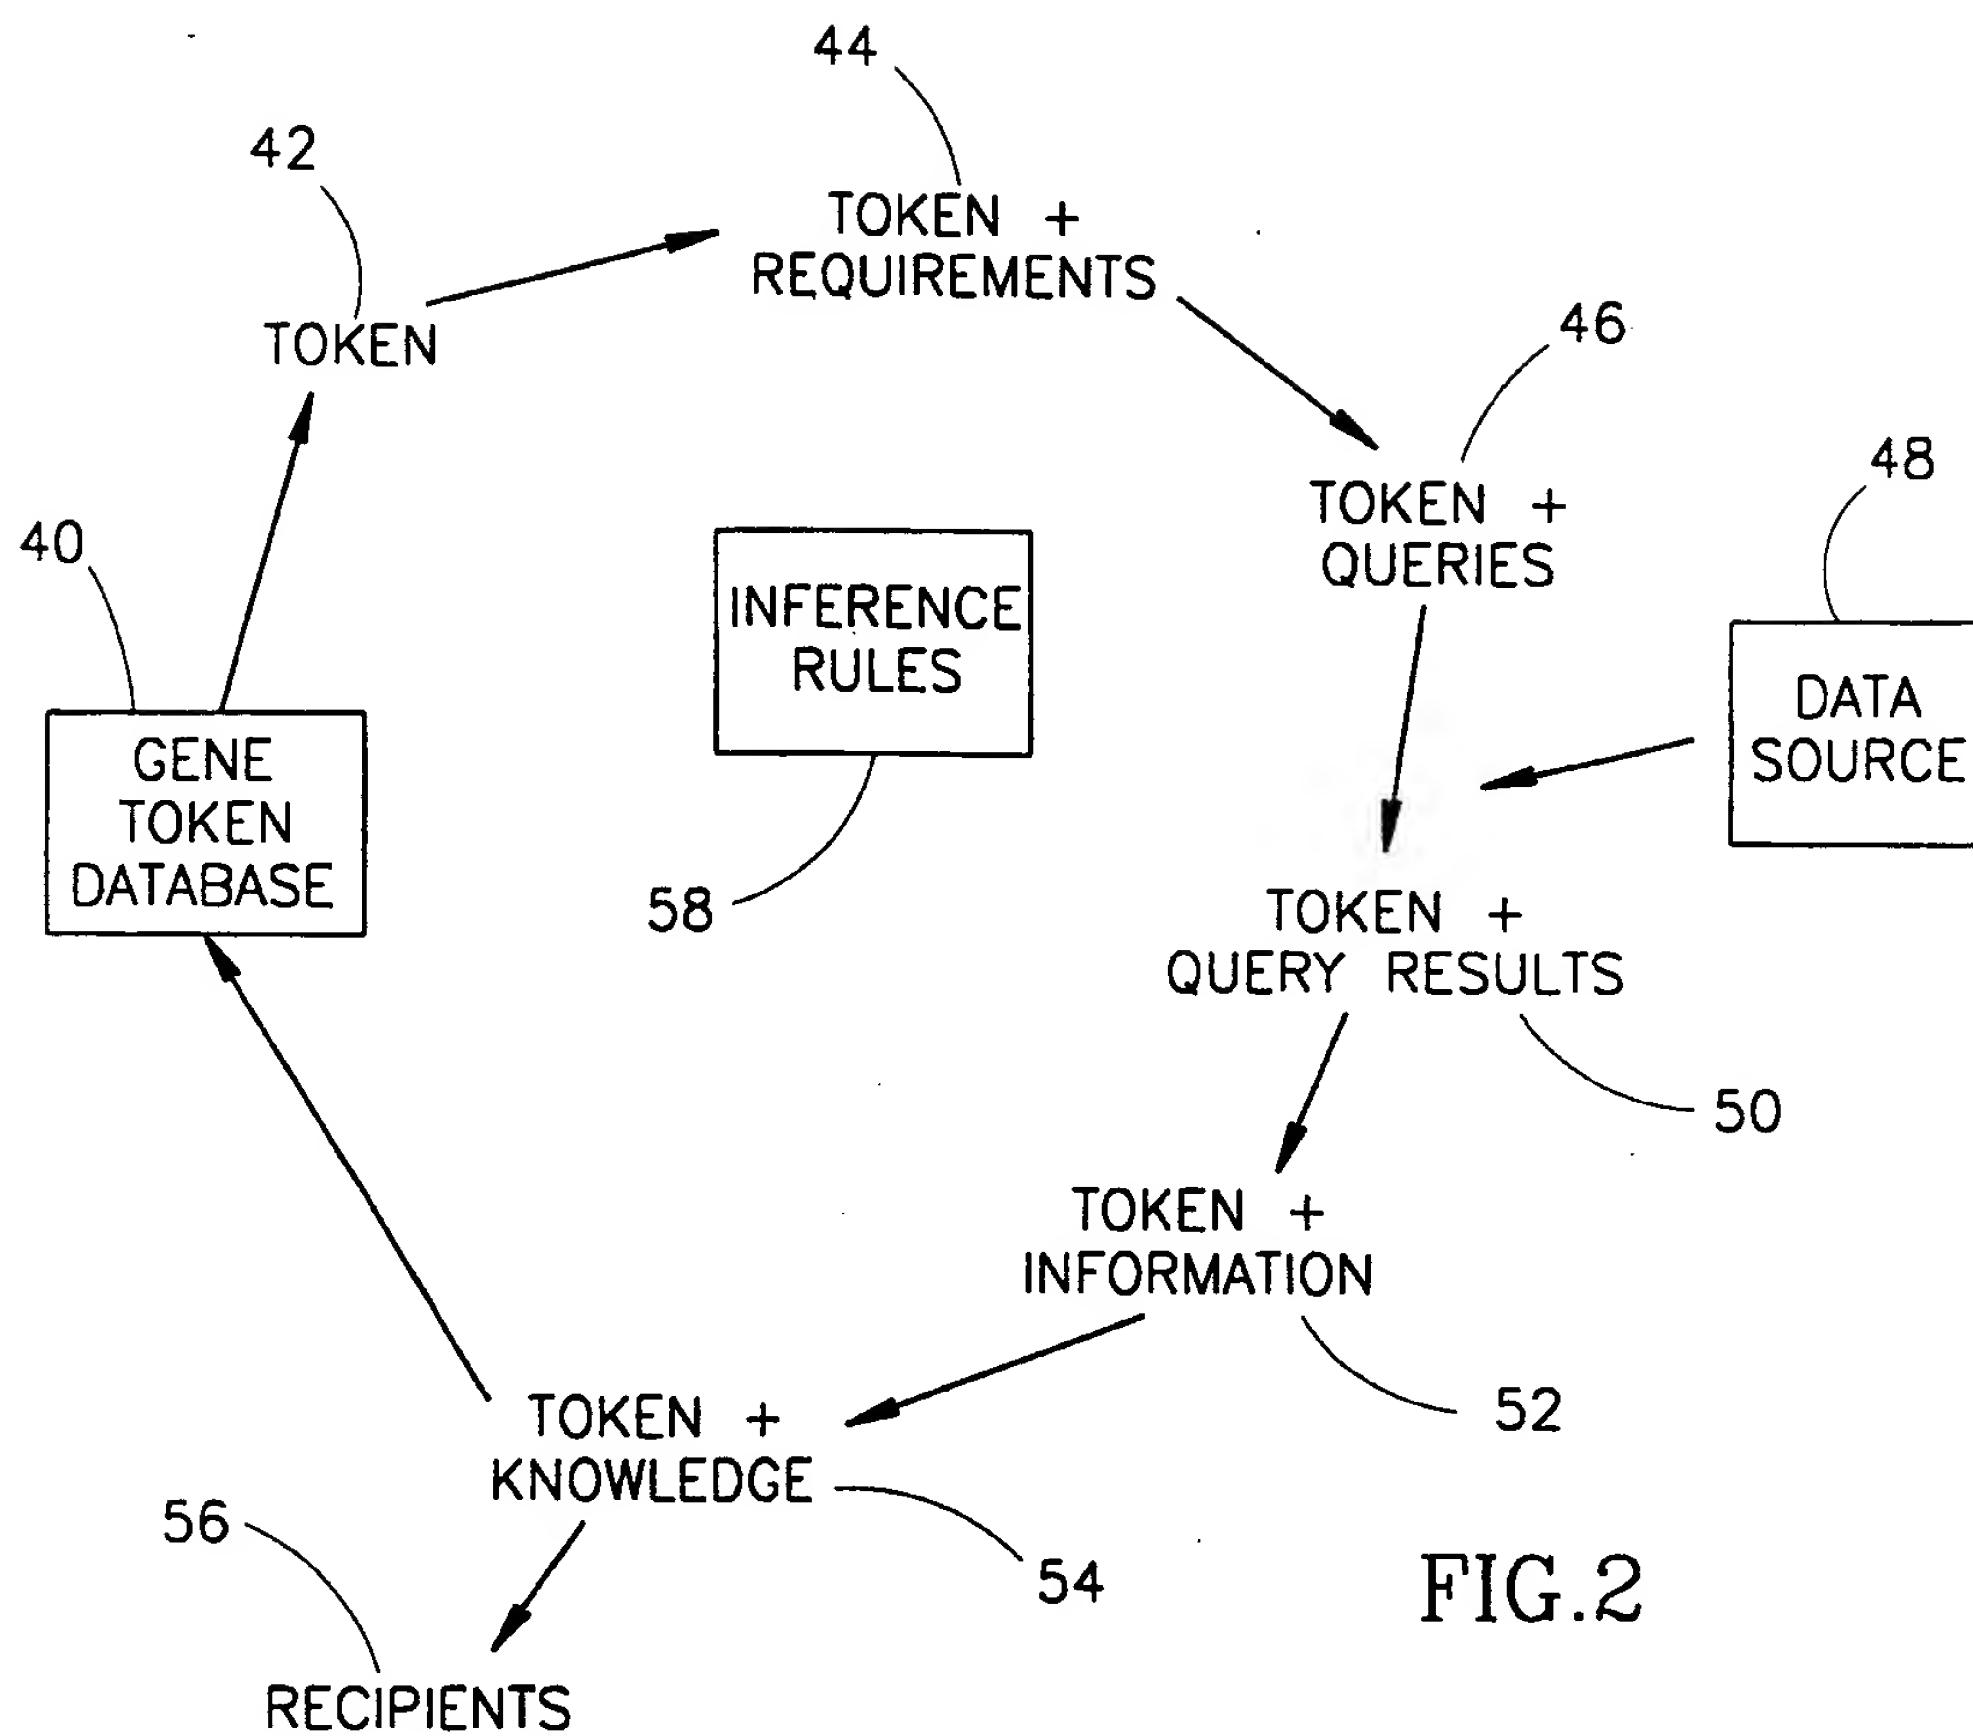 44
42
TOKEN +
REQUIREMENTS
46
TOKEN
48
TOKEN +
QUERIES
40
INFERENCE
RULES
DATA
SOURCE
GENE
TOKEN
DATABASE
58
TOKEN +
QUERY RESULTS
50
TOKEN +
INFORMATION
52
TOKEN +
KNOWLEDGE
56
54
FIG.2
RECIPIENTS